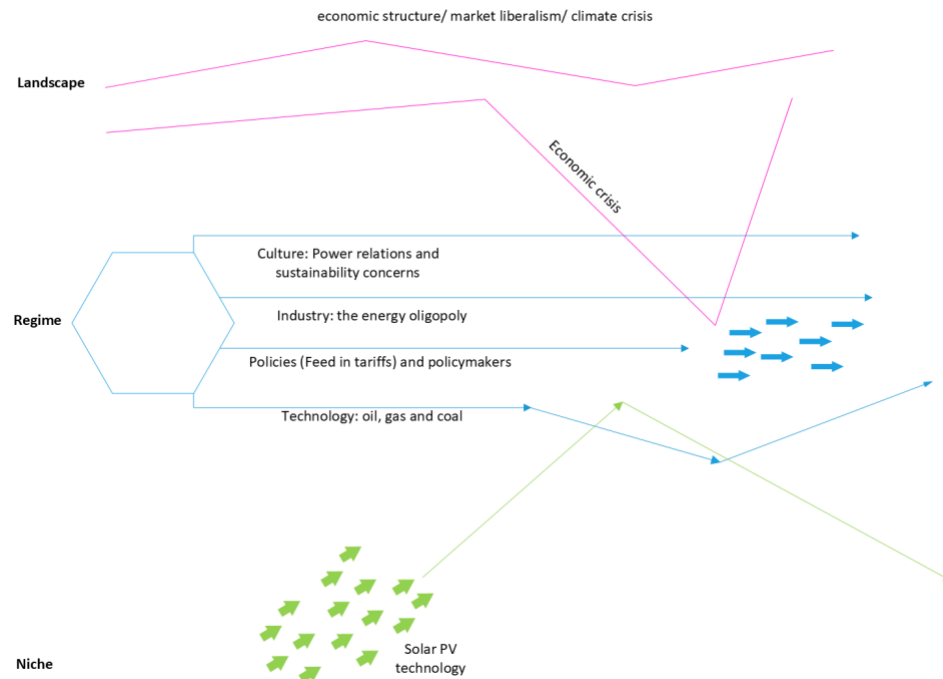 economic structure/ market liberalism/ climate crisis
Landscape
Economic crisis
Culture: Power relations and
sustainability concerns
Regime
Industry: the energy oligopoly
Policies (Feed in tariffs) and policymakers
Technology: oil, gas and coal
Solar PV
technology
Niche